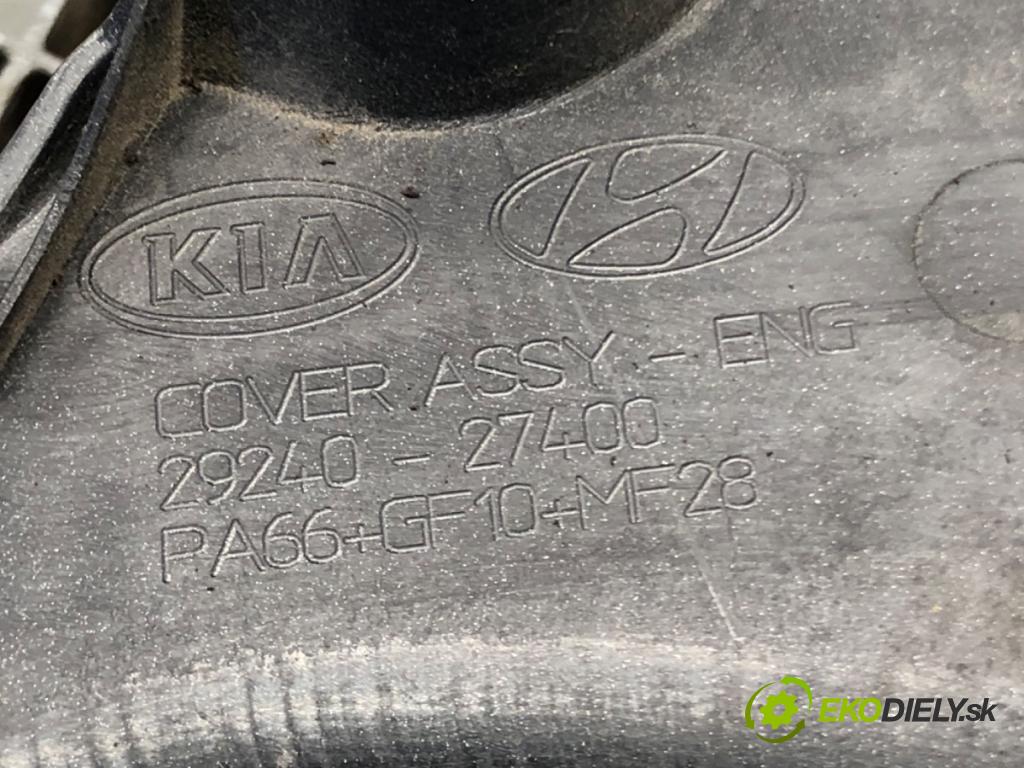 KIA
COVER ASSY - ENG
29240 - 27400
PA66+GF10+MF28
EKODIELY.sk